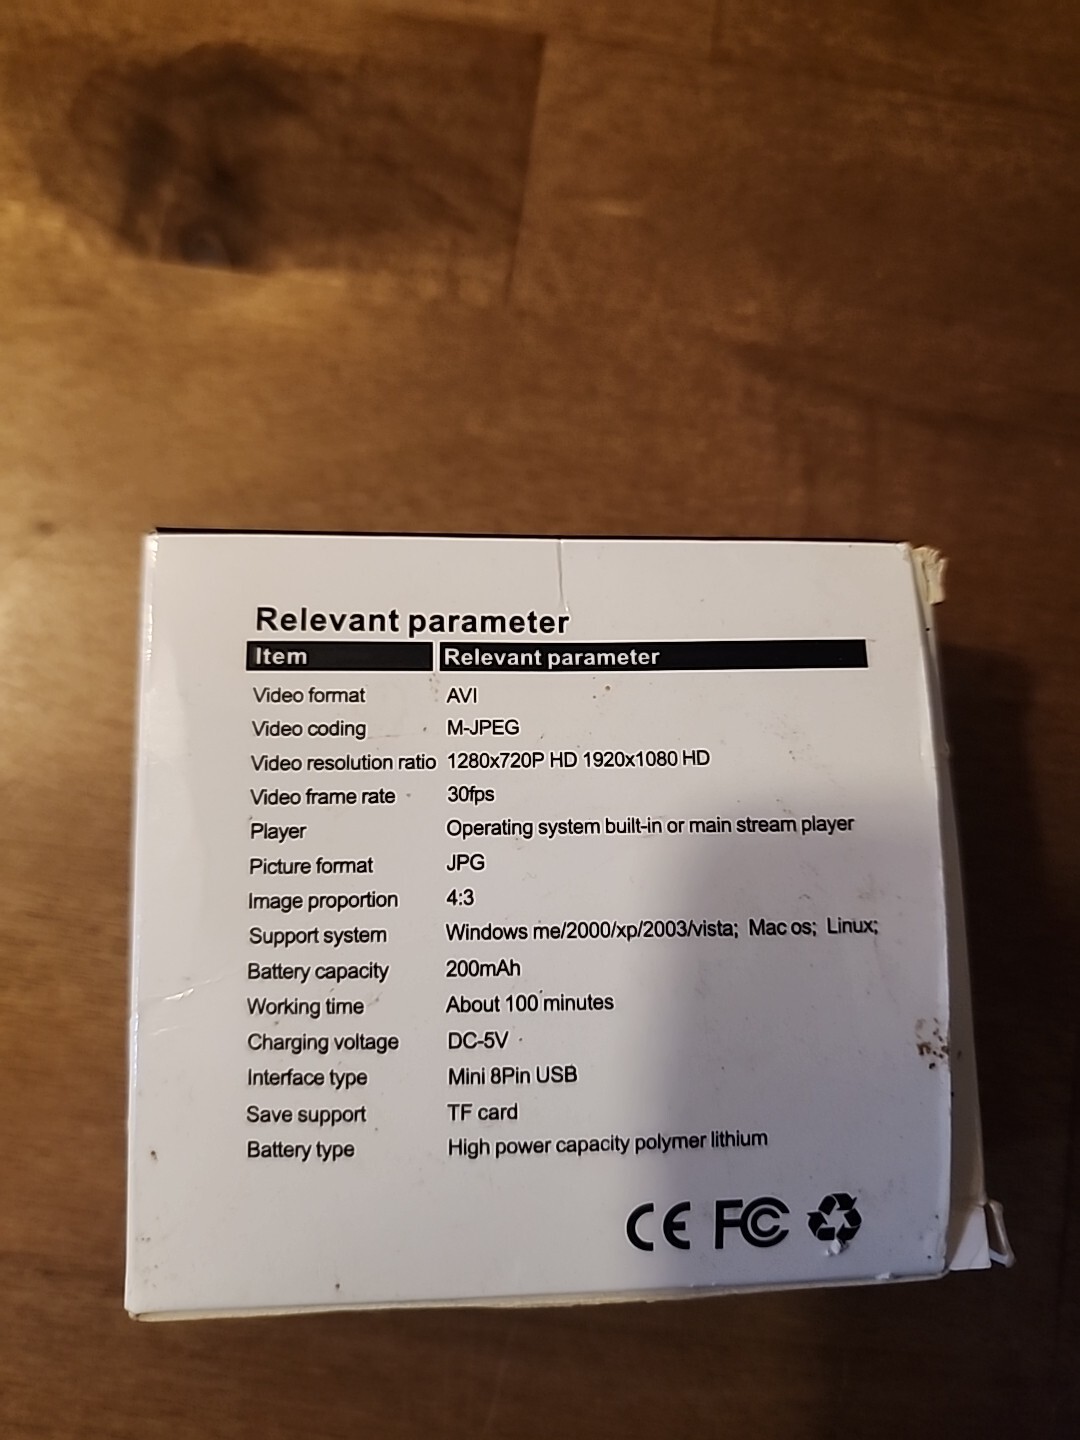 Relevant parameter
Item Relevant parameter
Video format AVI
Video coding M-JPEG
Video resolution ratio 1280x720P HD 1920x1080 HD
Video frame rate 30fps
Player Operating system built-in or main stream player
Picture format JPG
Image proportion 4:3
Support system Windows me/2000/xp/2003/vista; Mac os; Linux;
Battery capacity 200mAh
Working time About 100 minutes
Charging voltage DC-5V
Interface type Mini 8Pin USB
Save support TF card
Battery type High power capacity polymer lithium
CE FC